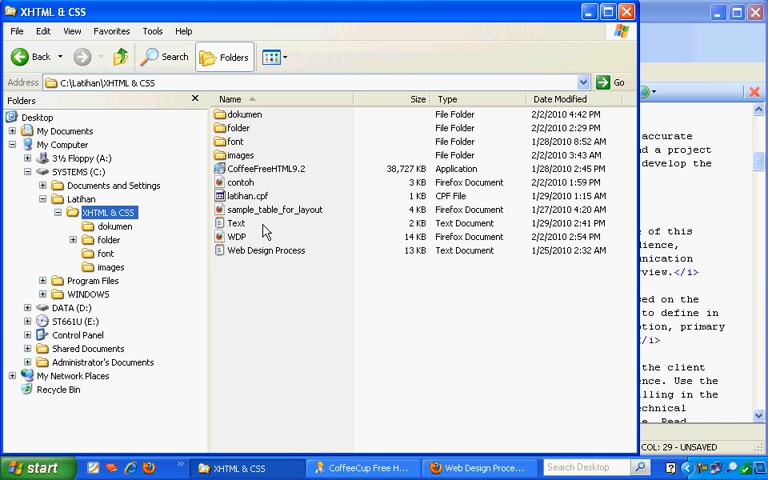 XHTML & CSS
File Edit View Favorites Tools Help
Back Search Folders
Address C:\Latihan\XHTML & CSS Go
Folders
Name Size Type Date Modified
Desktop
My Documents
My Computer
3½ Floppy (A:)
SYSTEMS (C:)
Documents and Settings
Latihan
XHTML & CSS
dokumen
folder
font
images
Program Files
WINDOWS
DATA (D:)
ST661U (E:)
Control Panel
Shared Documents
Administrator's Documents
My Network Places
Recycle Bin
dokumen File Folder 2/2/2010 4:42 PM
folder File Folder 2/2/2010 2:29 PM
font File Folder 1/28/2010 8:52 AM
images File Folder 2/2/2010 3:43 AM
CoffeeFreeHTML9.2 38,727 KB Application 1/28/2010 2:45 PM
contoh 3 KB Firefox Document 2/2/2010 1:59 PM
latihan.cpf 1 KB CPF File 1/29/2010 1:15 AM
sample_table_for_layout 4 KB Firefox Document 1/27/2010 4:20 AM
Text 2 KB Text Document 1/29/2010 2:41 PM
WDP 14 KB Firefox Document 2/2/2010 2:54 PM
Web Design Process 13 KB Text Document 1/25/2010 2:32 AM
accurate
nd a project
develop the
e of this
dience,
unication
rview.</i>
sed on the
to define in
ption, primary
/i>
the client
ence. Use the
lling in the
chnical
s. Read
COL: 29 - UNSAVED
start XHTML & CSS CoffeeCup Free H... Web Design Proce... Search Desktop